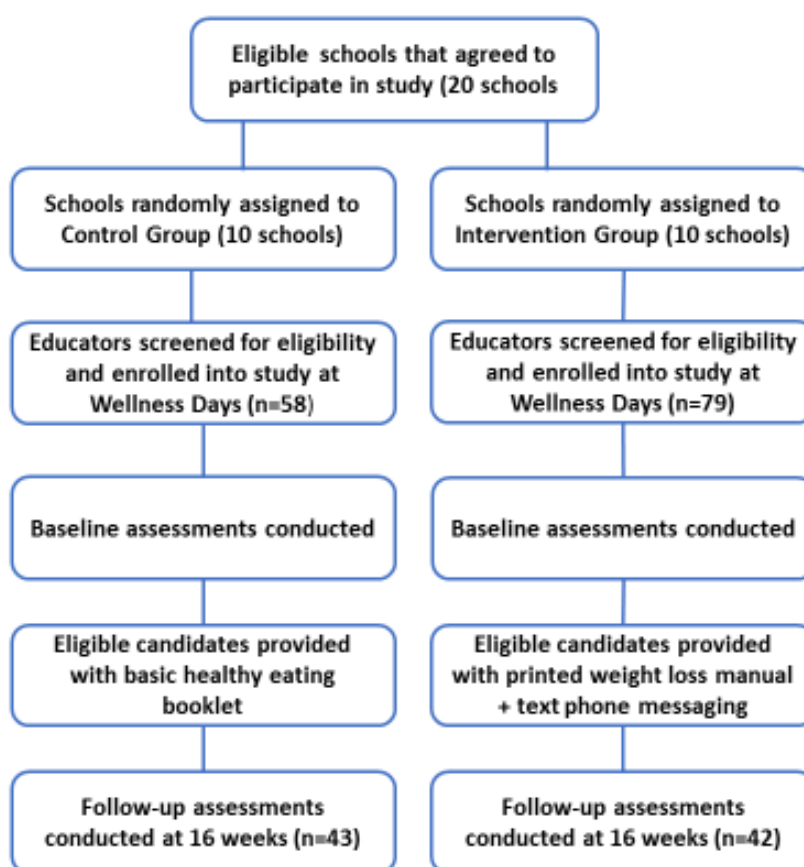 Eligible schools that agreed to
participate in study (20 schools
Schools randomly assigned to
Control Group (10 schools)
Schools randomly assigned to
Intervention Group (10 schools)
Educators screened for eligibility
and enrolled into study at
Wellness Days (n=58)
Educators screened for eligibility
and enrolled into study at
Wellness Days (n=79)
Baseline assessments conducted
Baseline assessments conducted
Eligible candidates provided
with basic healthy eating
booklet
Eligible candidates provided
with printed weight loss manual
+ text phone messaging
Follow-up assessments
conducted at 16 weeks (n=43)
Follow-up assessments
conducted at 16 weeks (n=42)